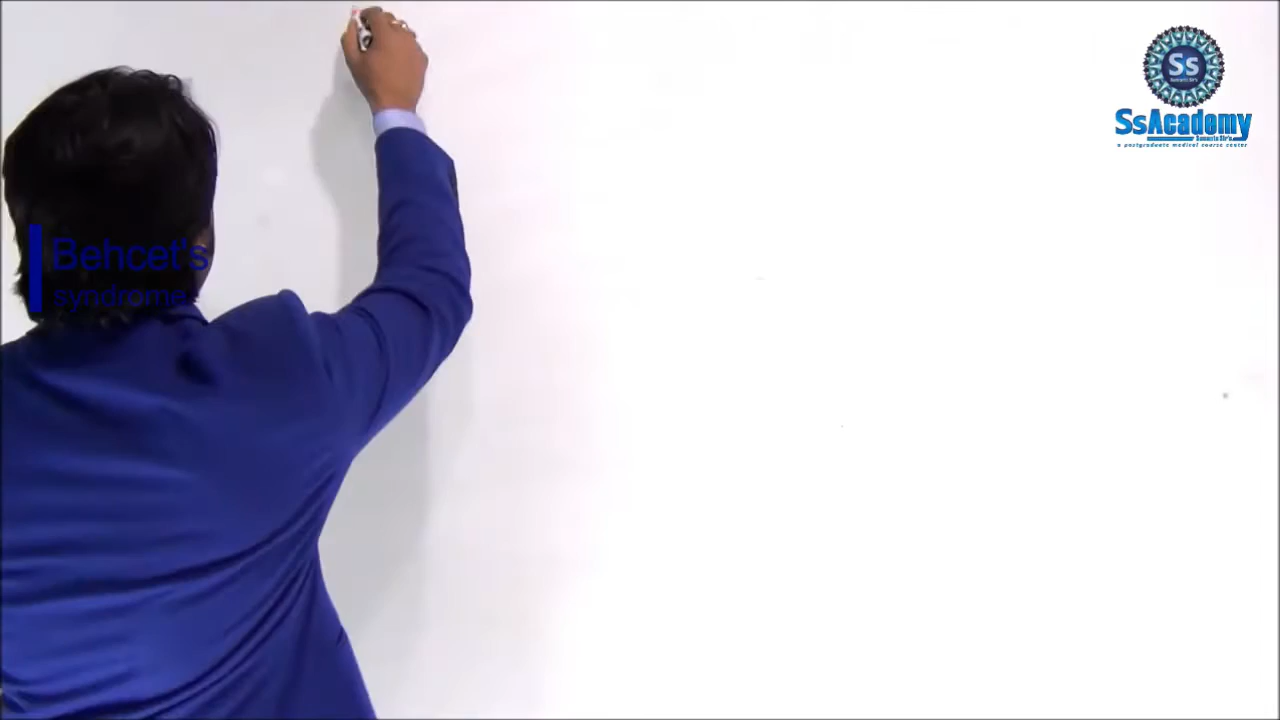 Ss
SsAcademy
a postgraduate medical course center
Behcet's
syndrome